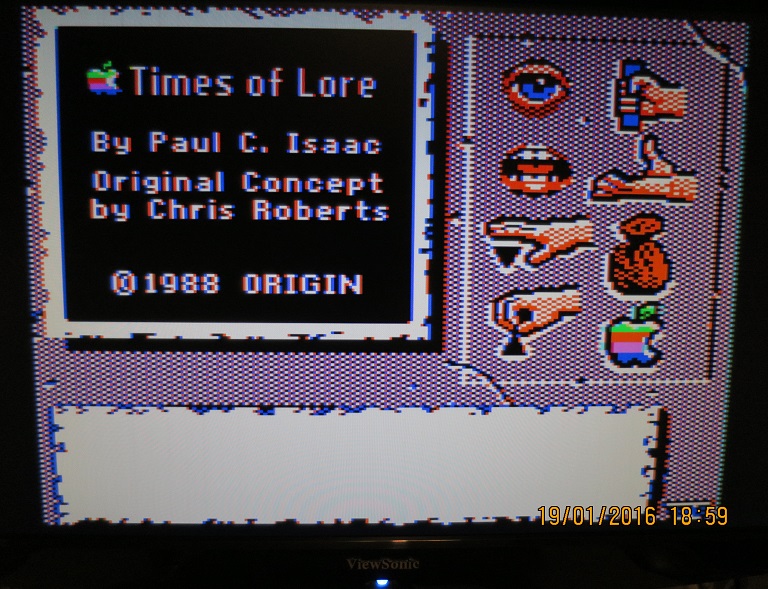 Times of Lore
By Paul C. Isaac
Original Concept
by Chris Roberts
©1988 ORIGIN
19/01/2016 18:59
ViewSonic